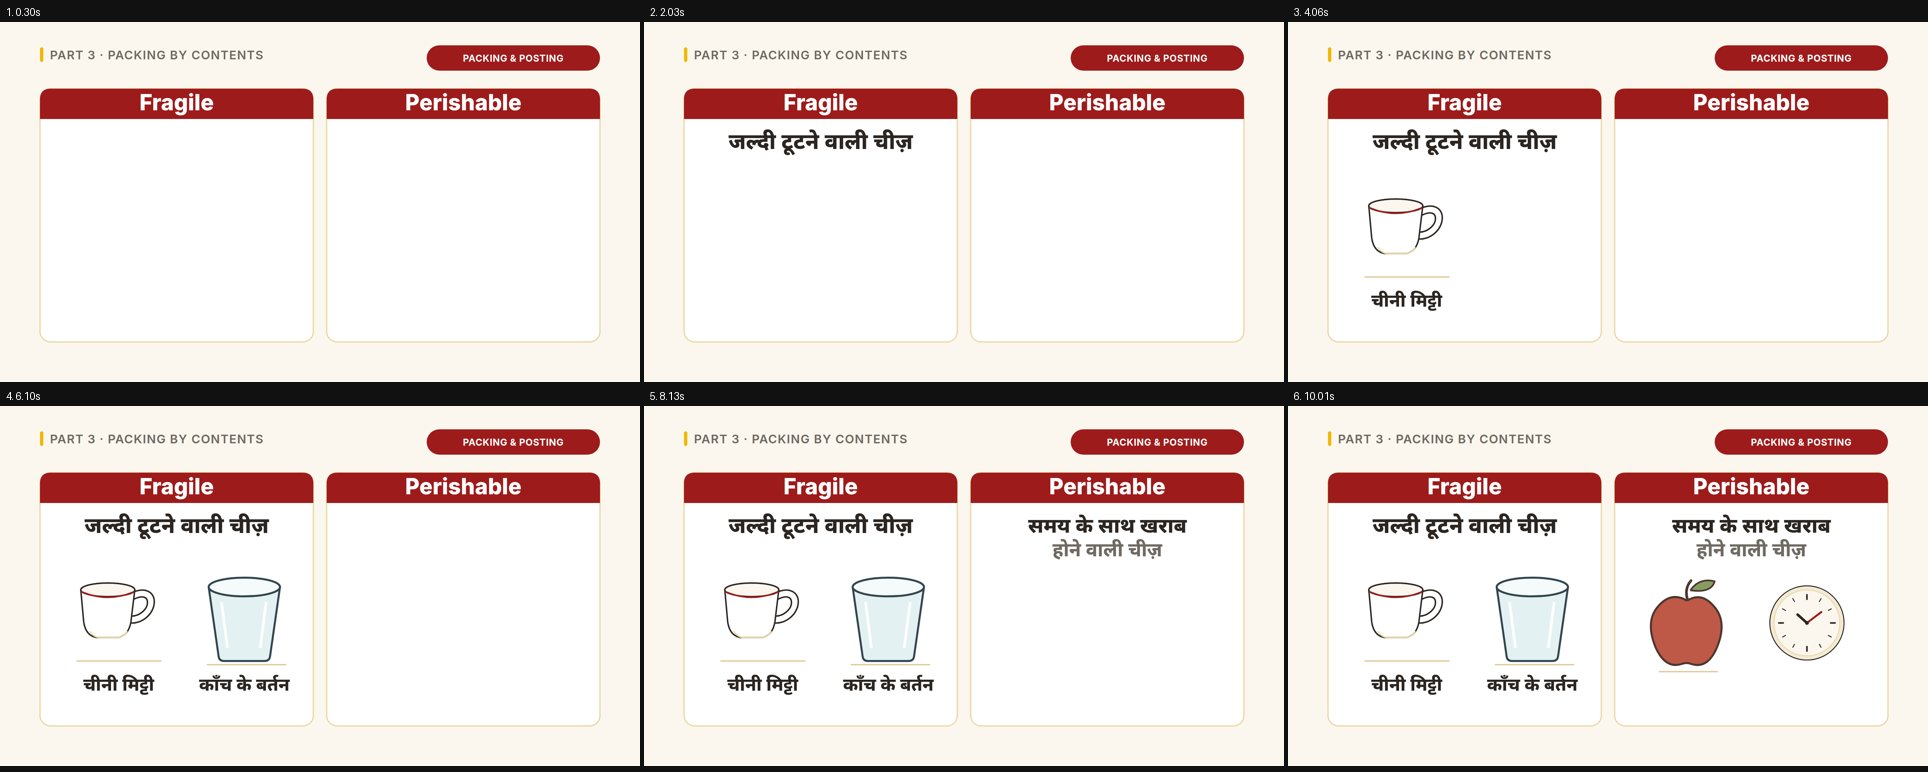 1. 0.30s
PART 3 · PACKING BY CONTENTS
PACKING & POSTING
Fragile
Perishable
2. 2.03s
PART 3 · PACKING BY CONTENTS
PACKING & POSTING
Fragile
Perishable
जल्दी टूटने वाली चीज़
3. 4.06s
PART 3 · PACKING BY CONTENTS
PACKING & POSTING
Fragile
Perishable
जल्दी टूटने वाली चीज़
चीनी मिट्टी
4. 6.10s
PART 3 · PACKING BY CONTENTS
PACKING & POSTING
Fragile
Perishable
जल्दी टूटने वाली चीज़
चीनी मिट्टी
काँच के बर्तन
5. 8.13s
PART 3 · PACKING BY CONTENTS
PACKING & POSTING
Fragile
जल्दी टूटने वाली चीज़
चीनी मिट्टी
काँच के बर्तन
Perishable
समय के साथ खराब
होने वाली चीज़
6. 10.01s
PART 3 · PACKING BY CONTENTS
PACKING & POSTING
Fragile
जल्दी टूटने वाली चीज़
चीनी मिट्टी
काँच के बर्तन
Perishable
समय के साथ खराब
होने वाली चीज़